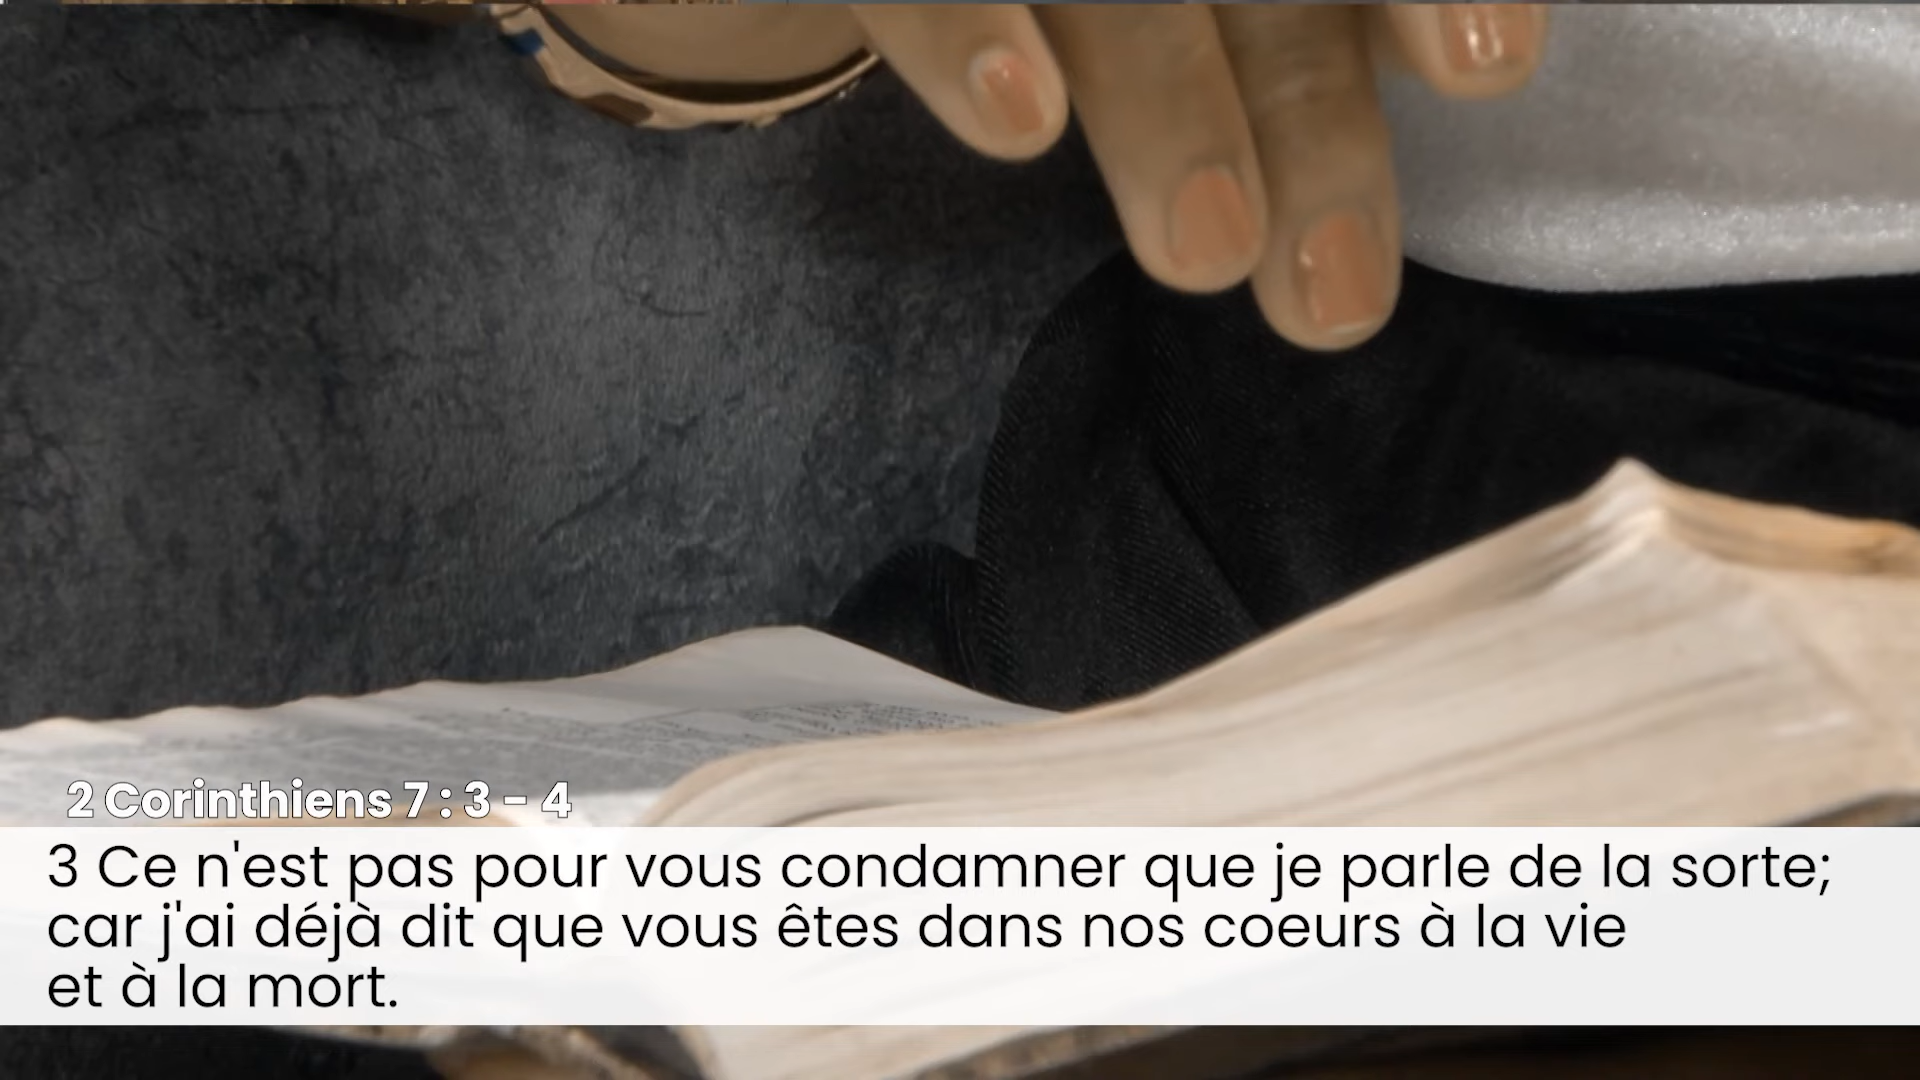 2 Corinthiens 7 : 3 - 4
3 Ce n'est pas pour vous condamner que je parle de la sorte;
car j'ai déjà dit que vous êtes dans nos coeurs à la vie
et à la mort.